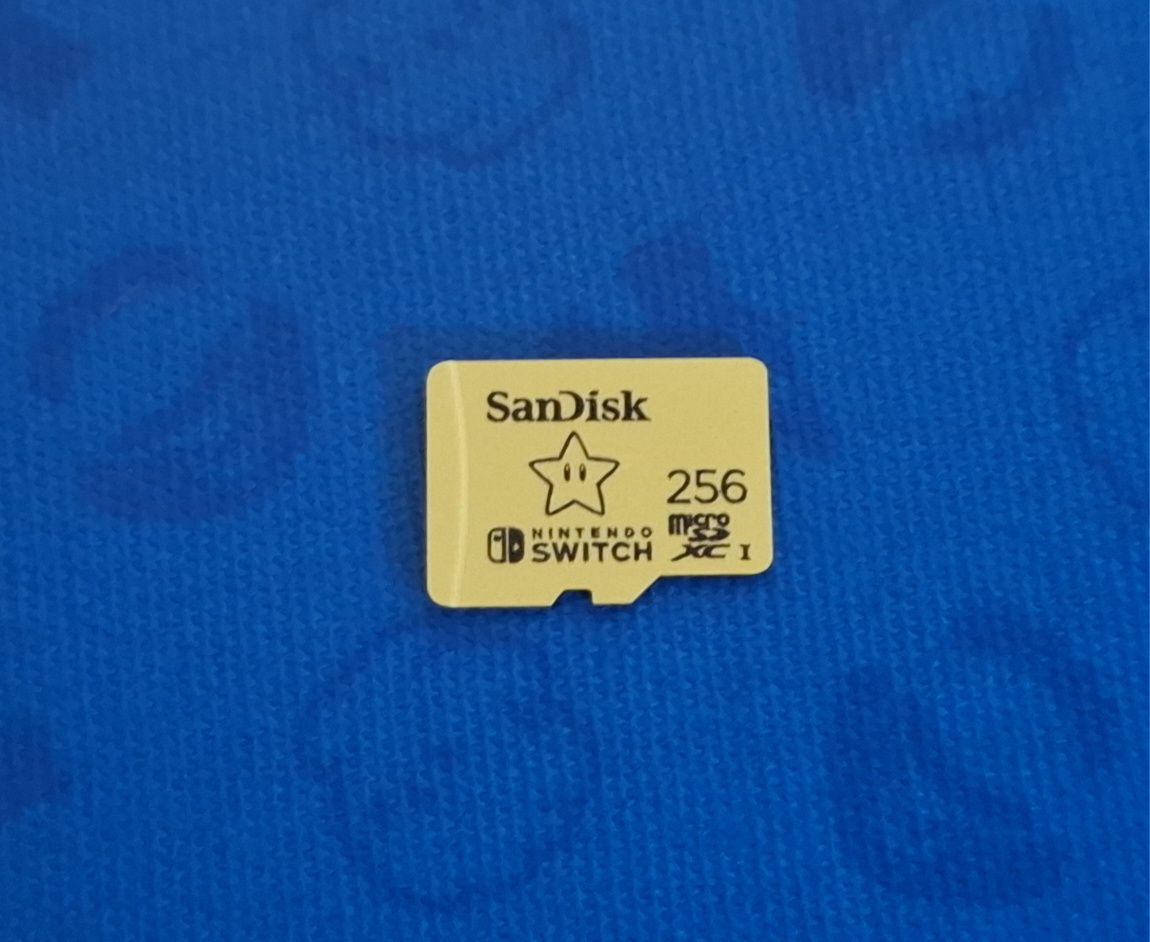 SanDisk
256
micro
SD
XC I
NINTENDO
SWITCH